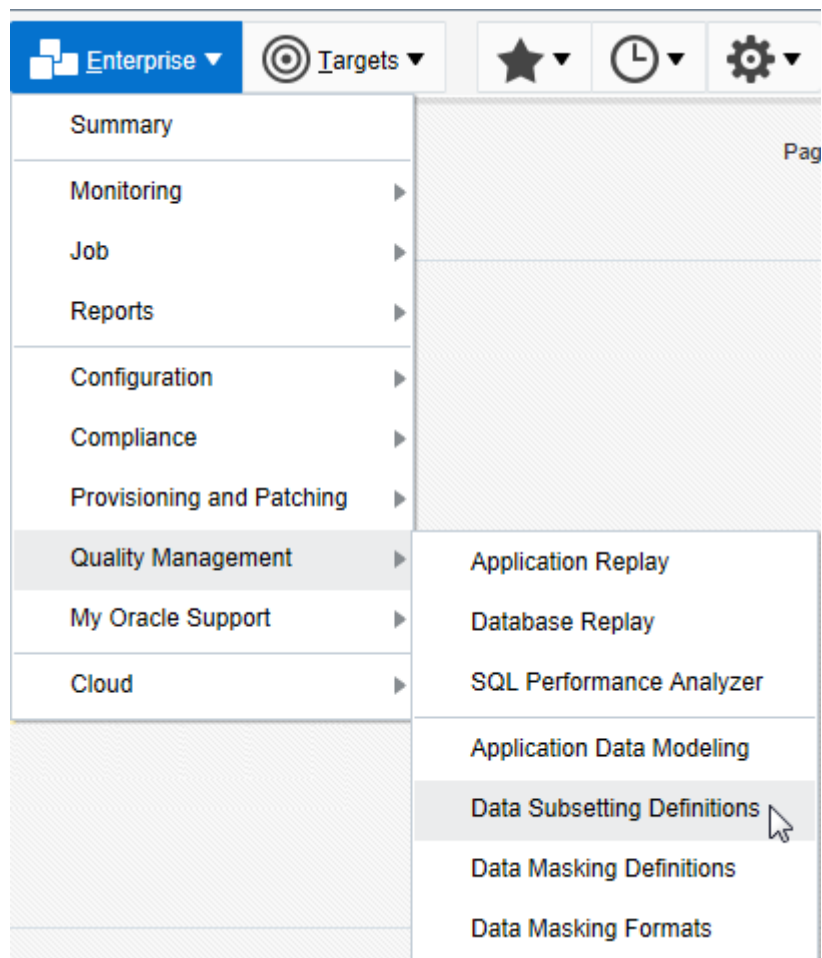 Enterprise
Targets
Pag
Summary
Monitoring
Job
Reports
Configuration
Compliance
Provisioning and Patching
Quality Management
My Oracle Support
Cloud
Application Replay
Database Replay
SQL Performance Analyzer
Application Data Modeling
Data Subsetting Definitions
Data Masking Definitions
Data Masking Formats